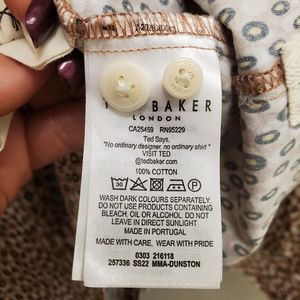 BAKER
LONDON
CA25459 RN95229
Ted Says,
"No ordinary designer, no ordinary shirt"
VISIT TED
@tedbaker.com
100% COTTON
30
WASH DARK COLOURS SEPARATELY
DO NOT USE PRODUCTS CONTAINING
BLEACH, OIL OR ALCOHOL. DO NOT
LEAVE IN DIRECT SUNLIGHT
MADE IN PORTUGAL
MADE WITH CARE, WEAR WITH PRIDE
0303 216118
257336 SS22 MMA-DUNSTON